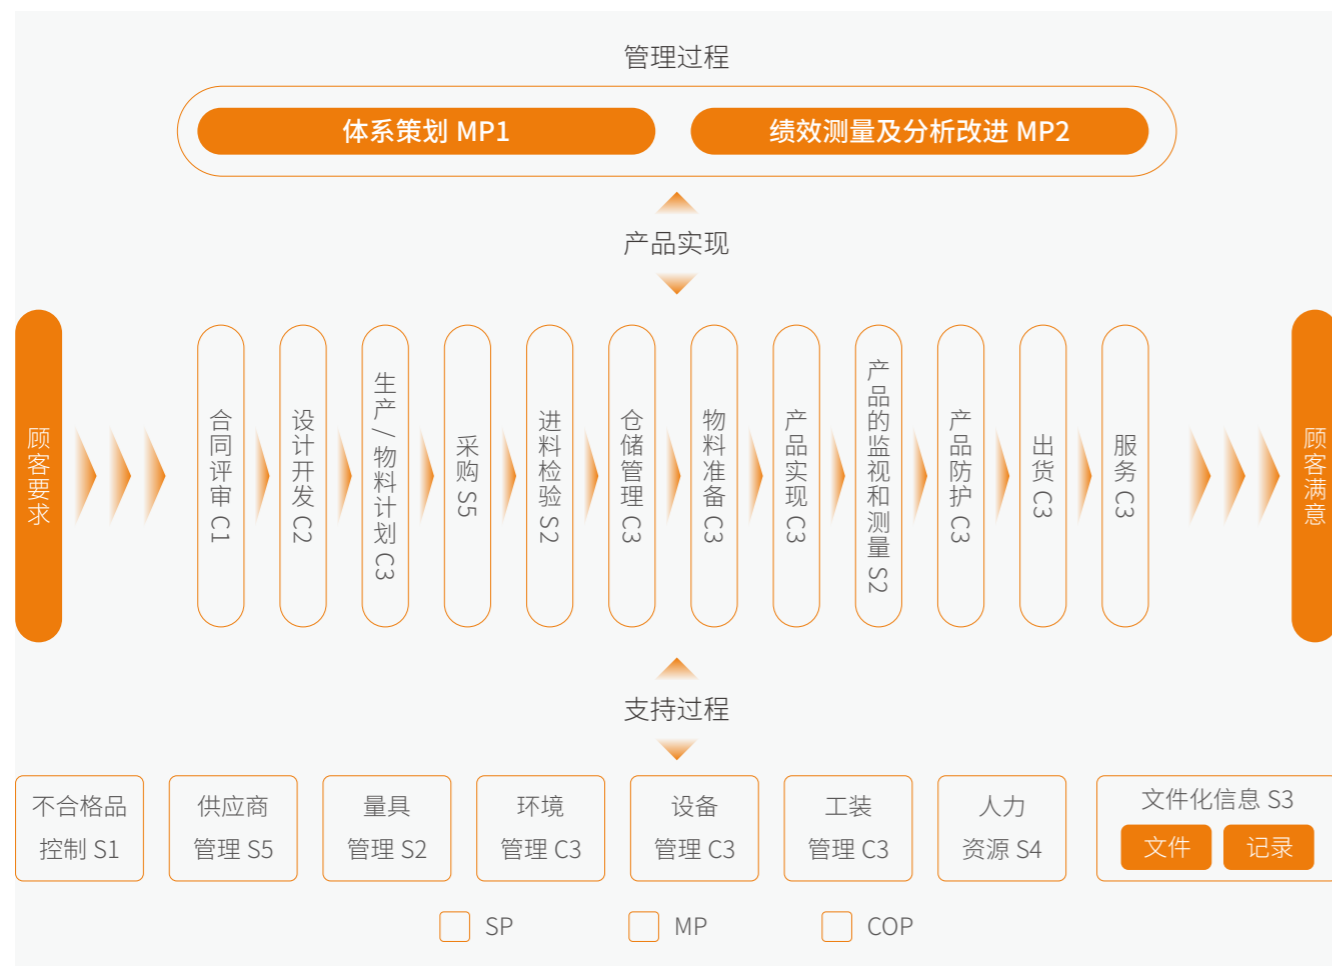 管理过程
体系策划 MP1
绩效测量及分析改进 MP2
产品实现
顾客要求
合同评审 C1
设计开发 C2
生产 / 物料计划 C3
采购 S5
进料检验 S2
仓储管理 C3
物料准备 C3
产品实现 C3
产品的监视和测量 S2
产品防护 C3
出货 C3
服务 C3
顾客满意
支持过程
不合格品
控制 S1
供应商
管理 S5
量具
管理 S2
环境
管理 C3
设备
管理 C3
工装
管理 C3
人力
资源 S4
文件化信息 S3
文件
记录
SP
MP
COP